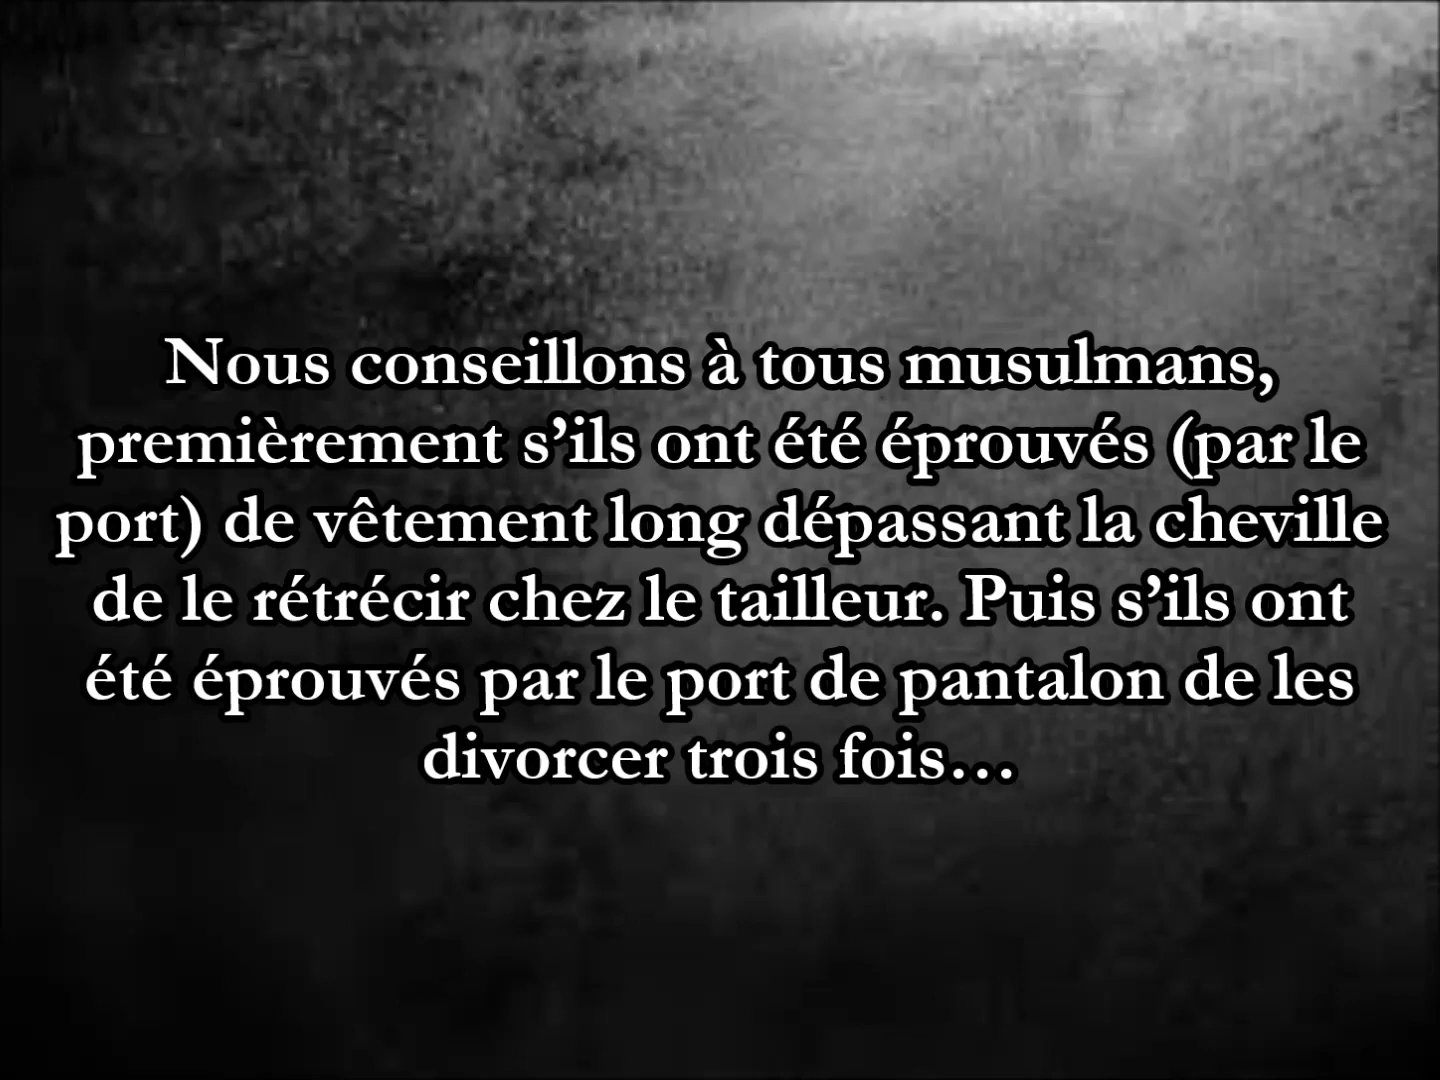 Nous conseillons à tous musulmans,
premièrement s’ils ont été éprouvés (par le
port) de vêtement long dépassant la cheville
de le rétrécir chez le tailleur. Puis s’ils ont
été éprouvés par le port de pantalon de les
divorcer trois fois…